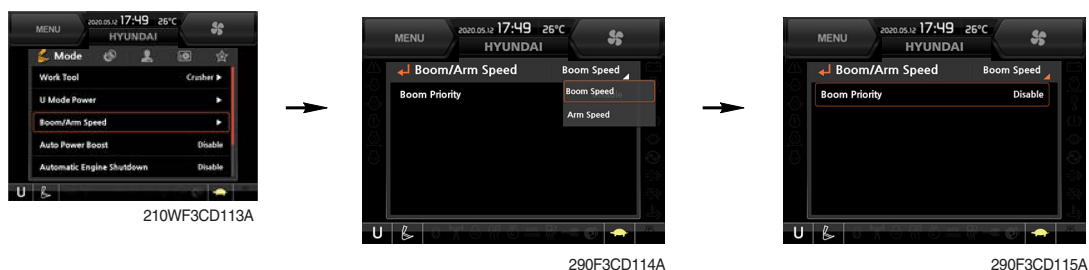 MENU
2020.05.12 17:49 26°C
HYUNDAI
Mode
Work Tool Crusher ▶
U Mode Power ▶
Boom/Arm Speed ▶
Auto Power Boost Disable
Automatic Engine Shutdown Disable
U
210WF3CD113A
MENU
2020.05.12 17:49 26°C
HYUNDAI
Boom/Arm Speed Boom Speed
Boom Priority
Boom Speed
Arm Speed
U
290F3CD114A
MENU
2020.05.12 17:49 26°C
HYUNDAI
Boom/Arm Speed Boom Speed
Boom Priority Disable
U
290F3CD115A